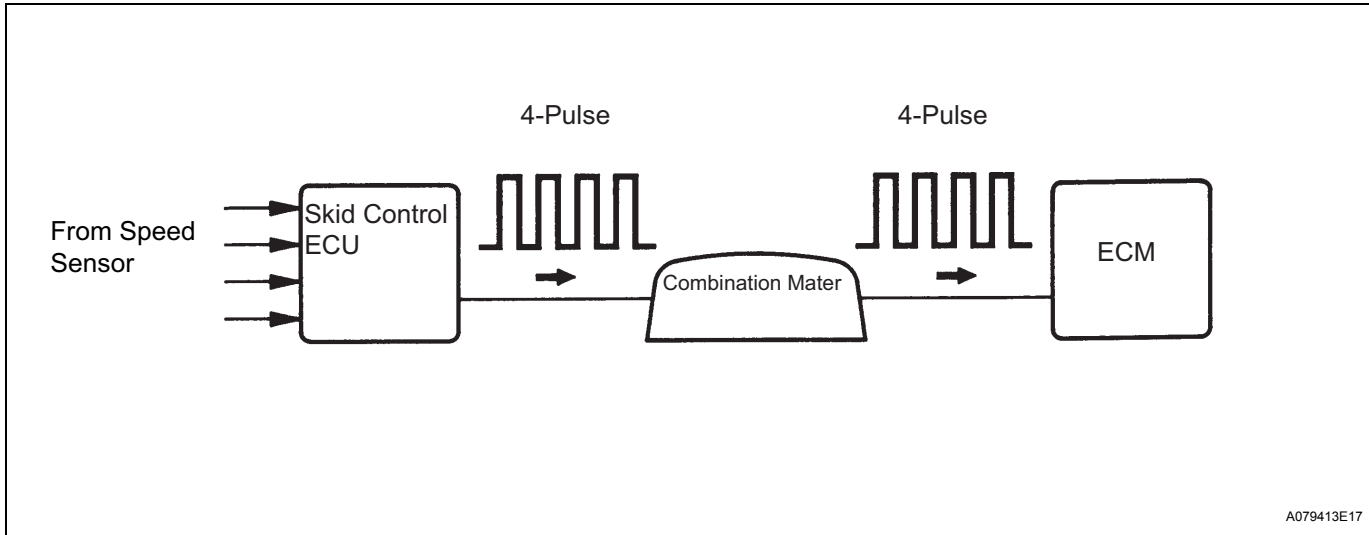 4-Pulse
4-Pulse
From Speed
Sensor
Skid Control
ECU
Combination Mater
ECM
A079413E17